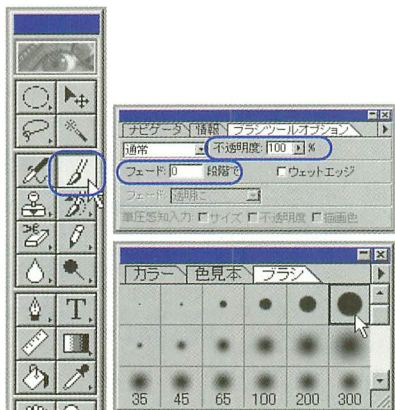 ナビゲータ 情報 ブラシツールオプション
通常 不透明度: 100 %
フェード: 0 段階で ウェットエッジ
フェード: 透明に
筆圧感知入力: サイズ 不透明度 描画色
カラー 色見本 ブラシ
35 45 65 100 200 300
T